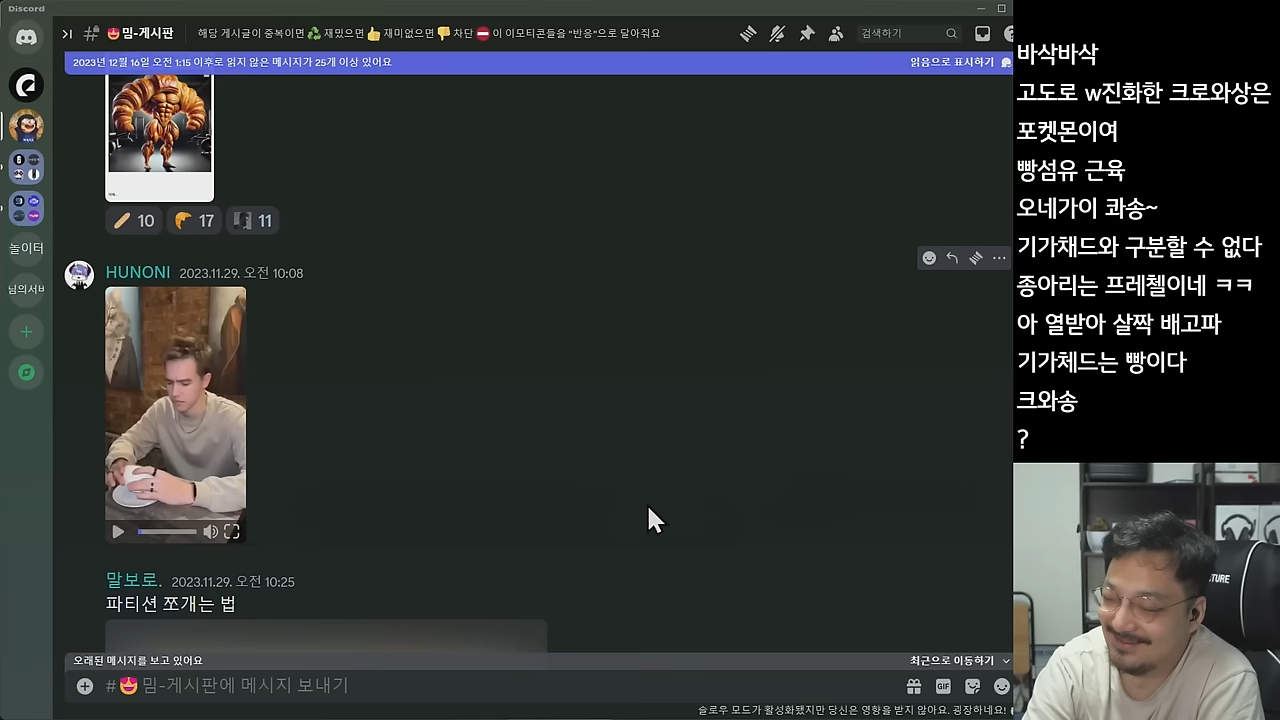 Discord
밈-게시판
해당 게시글이 중복이면 ♻️ 재밌으면 👍 재미없으면 👎 차단 ⛔ 이 이모티콘들을 "반응"으로 달아줘요
검색하기
2023년 12월 16일 오전 1:15 이후로 읽지 않은 메시지가 25개 이상 있어요
읽음으로 표시하기
10
17
11
놀이터
님의서버
HUNONI 2023.11.29. 오전 10:08
말보로. 2023.11.29. 오전 10:25
파티션 쪼개는 법
오래된 메시지를 보고 있어요
최근으로 이동하기
#😍밈-게시판에 메시지 보내기
GIF
슬로우 모드가 활성화됐지만 당신은 영향을 받지 않아요. 굉장하네요!
바삭바삭
고도로 w진화한 크로와상은
포켓몬이여
빵섬유 근육
오네가이 콰송~
기가채드와 구분할 수 없다
종아리는 프레첼이네 ㅋㅋ
아 열받아 살짝 배고파
기가체드는 빵이다
크와송
?
TURE